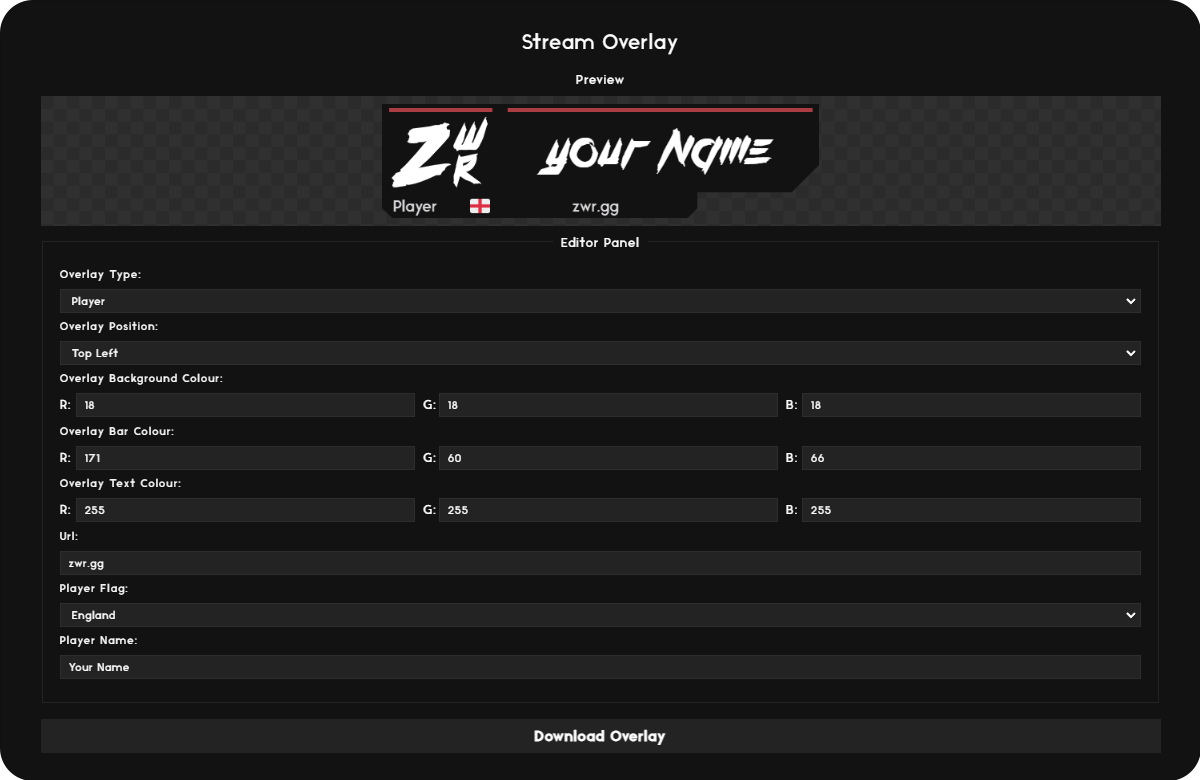 Stream Overlay
Preview
ZWR
Your Name
Player
zwr.gg
Editor Panel
Overlay Type:
Player
Overlay Position:
Top Left
Overlay Background Colour:
R: 18 G: 18 B: 18
Overlay Bar Colour:
R: 171 G: 60 B: 66
Overlay Text Colour:
R: 255 G: 255 B: 255
Url:
zwr.gg
Player Flag:
England
Player Name:
Your Name
Download Overlay